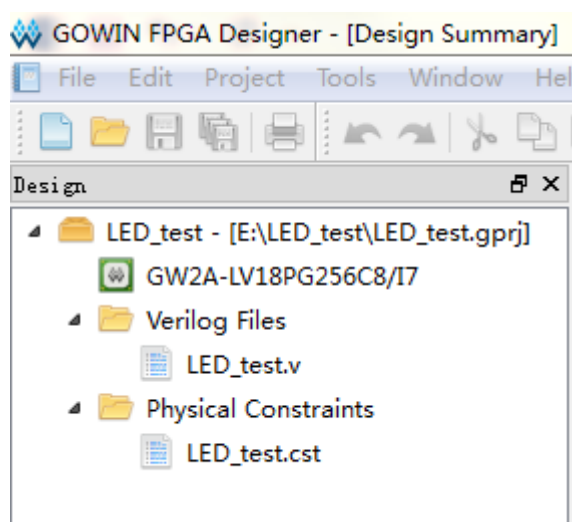 GOWIN FPGA Designer - [Design Summary]
File Edit Project Tools Window Hel
Design
LED_test - [E:\LED_test\LED_test.gprj]
GW2A-LV18PG256C8/I7
Verilog Files
LED_test.v
Physical Constraints
LED_test.cst